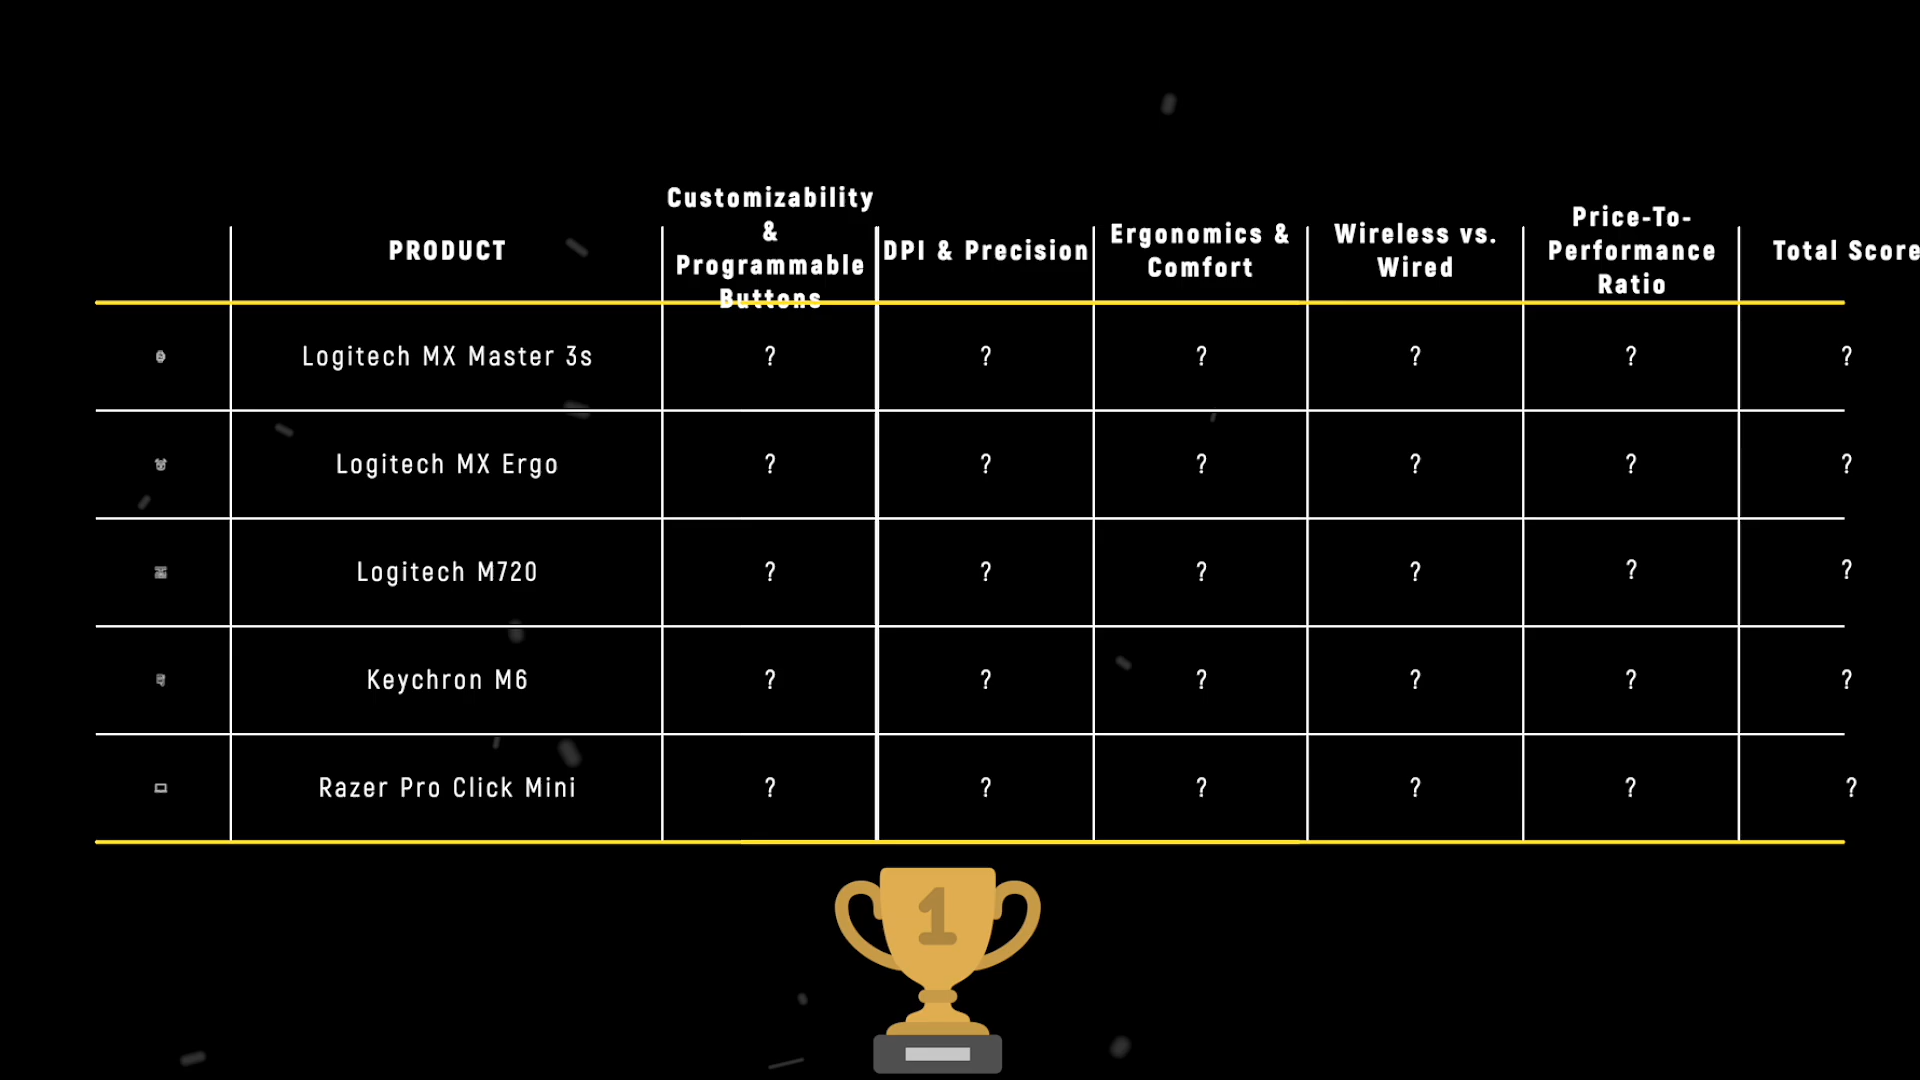 PRODUCT
Customizability
&
Programmable
Buttons
DPI & Precision
Ergonomics &
Comfort
Wireless vs.
Wired
Price-To-
Performance
Ratio
Total Score
Logitech MX Master 3s ? ? ? ? ? ?
Logitech MX Ergo ? ? ? ? ? ?
Logitech M720 ? ? ? ? ? ?
Keychron M6 ? ? ? ? ? ?
Razer Pro Click Mini ? ? ? ? ? ?
1